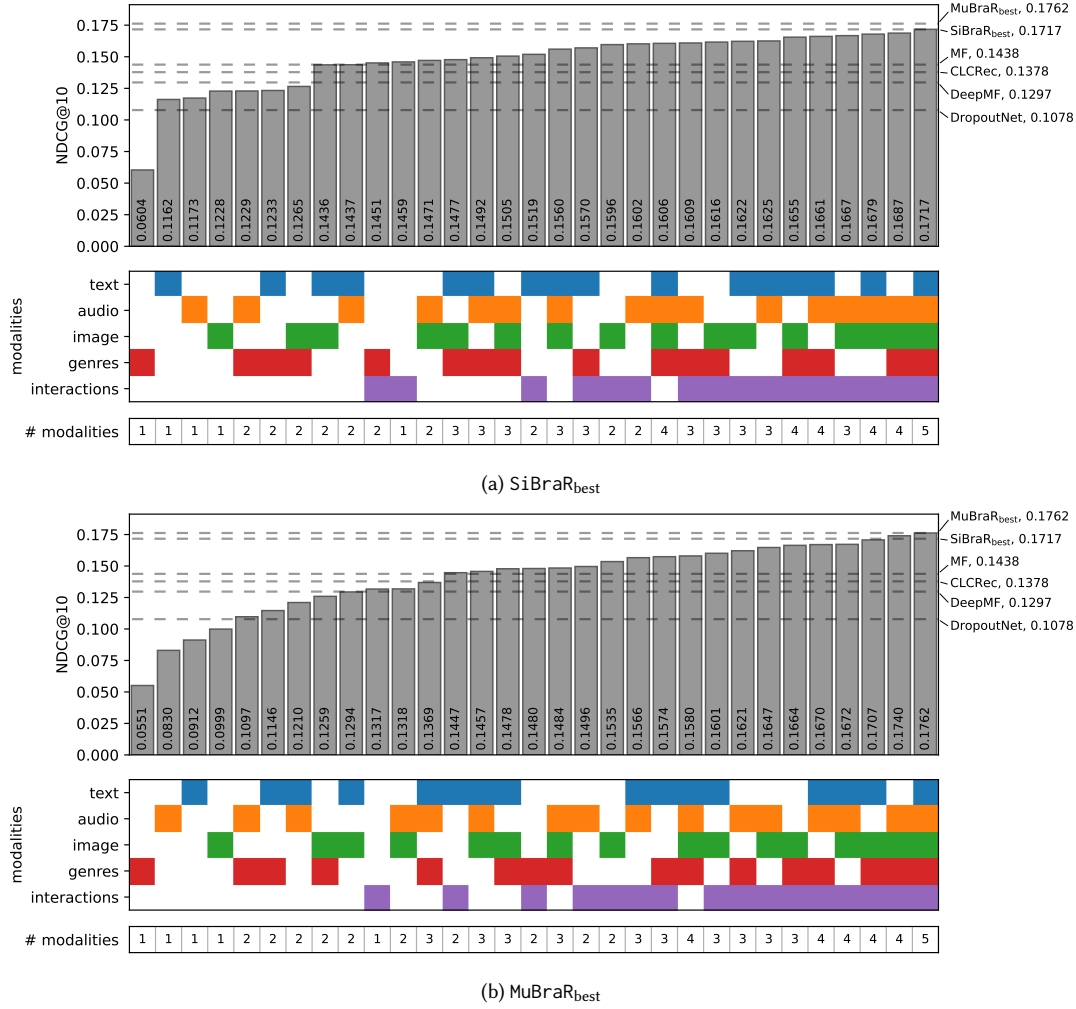 0.175
0.150
0.125
0.100
0.075
0.050
0.025
0.000
NDCG@10
0.0604 0.1162 0.1173 0.1228 0.1229 0.1233 0.1265 0.1436 0.1437 0.1451 0.1459 0.1471 0.1477 0.1492 0.1505 0.1519 0.1560 0.1570 0.1596 0.1602 0.1606 0.1609 0.1616 0.1622 0.1625 0.1655 0.1661 0.1667 0.1679 0.1687 0.1717
MuBraRbest, 0.1762
SiBraRbest, 0.1717
MF, 0.1438
CLCRec, 0.1378
DeepMF, 0.1297
DropoutNet, 0.1078
modalities
text
audio
image
genres
interactions
# modalities 1 1 1 1 2 2 2 2 2 2 1 2 3 3 3 2 3 3 2 2 4 3 3 3 3 4 4 3 4 4 5
(a) SiBraRbest
0.175
0.150
0.125
0.100
0.075
0.050
0.025
0.000
NDCG@10
0.0551 0.0830 0.0912 0.0999 0.1097 0.1146 0.1210 0.1259 0.1294 0.1317 0.1318 0.1369 0.1447 0.1457 0.1478 0.1480 0.1484 0.1496 0.1535 0.1566 0.1574 0.1580 0.1601 0.1621 0.1647 0.1664 0.1670 0.1672 0.1707 0.1740 0.1762
MuBraRbest, 0.1762
SiBraRbest, 0.1717
MF, 0.1438
CLCRec, 0.1378
DeepMF, 0.1297
DropoutNet, 0.1078
modalities
text
audio
image
genres
interactions
# modalities 1 1 1 1 2 2 2 2 2 1 2 3 2 3 3 2 3 2 2 3 3 4 3 3 3 3 4 4 4 4 5
(b) MuBraRbest